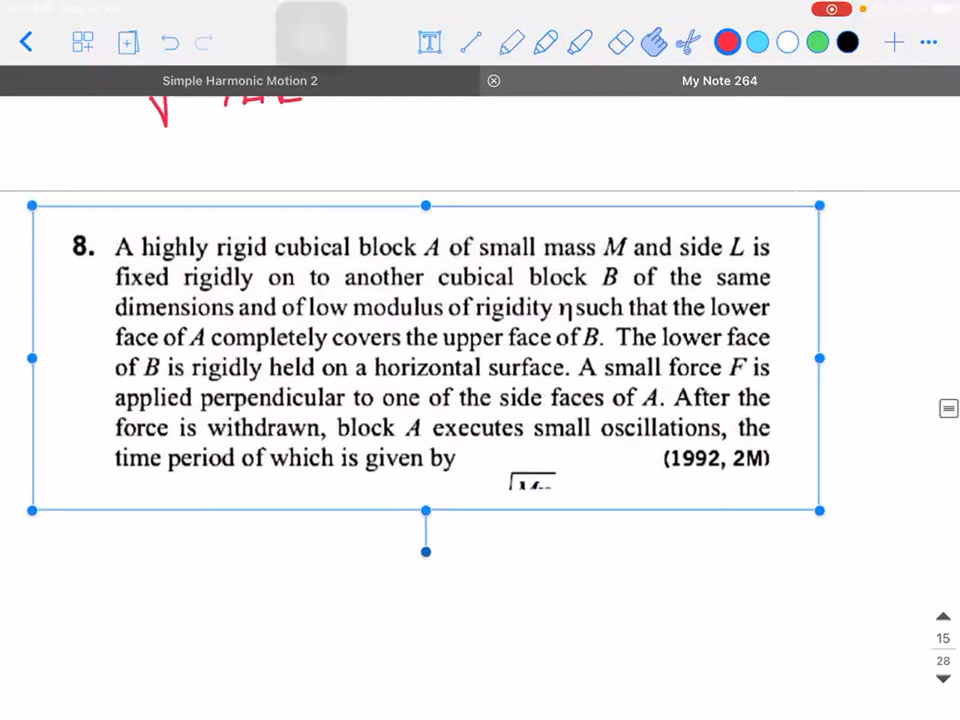 T
Simple Harmonic Motion 2
My Note 264
8. A highly rigid cubical block A of small mass M and side L is
fixed rigidly on to another cubical block B of the same
dimensions and of low modulus of rigidity η such that the lower
face of A completely covers the upper face of B. The lower face
of B is rigidly held on a horizontal surface. A small force F is
applied perpendicular to one of the side faces of A. After the
force is withdrawn, block A executes small oscillations, the
time period of which is given by (1992, 2M)
15
28